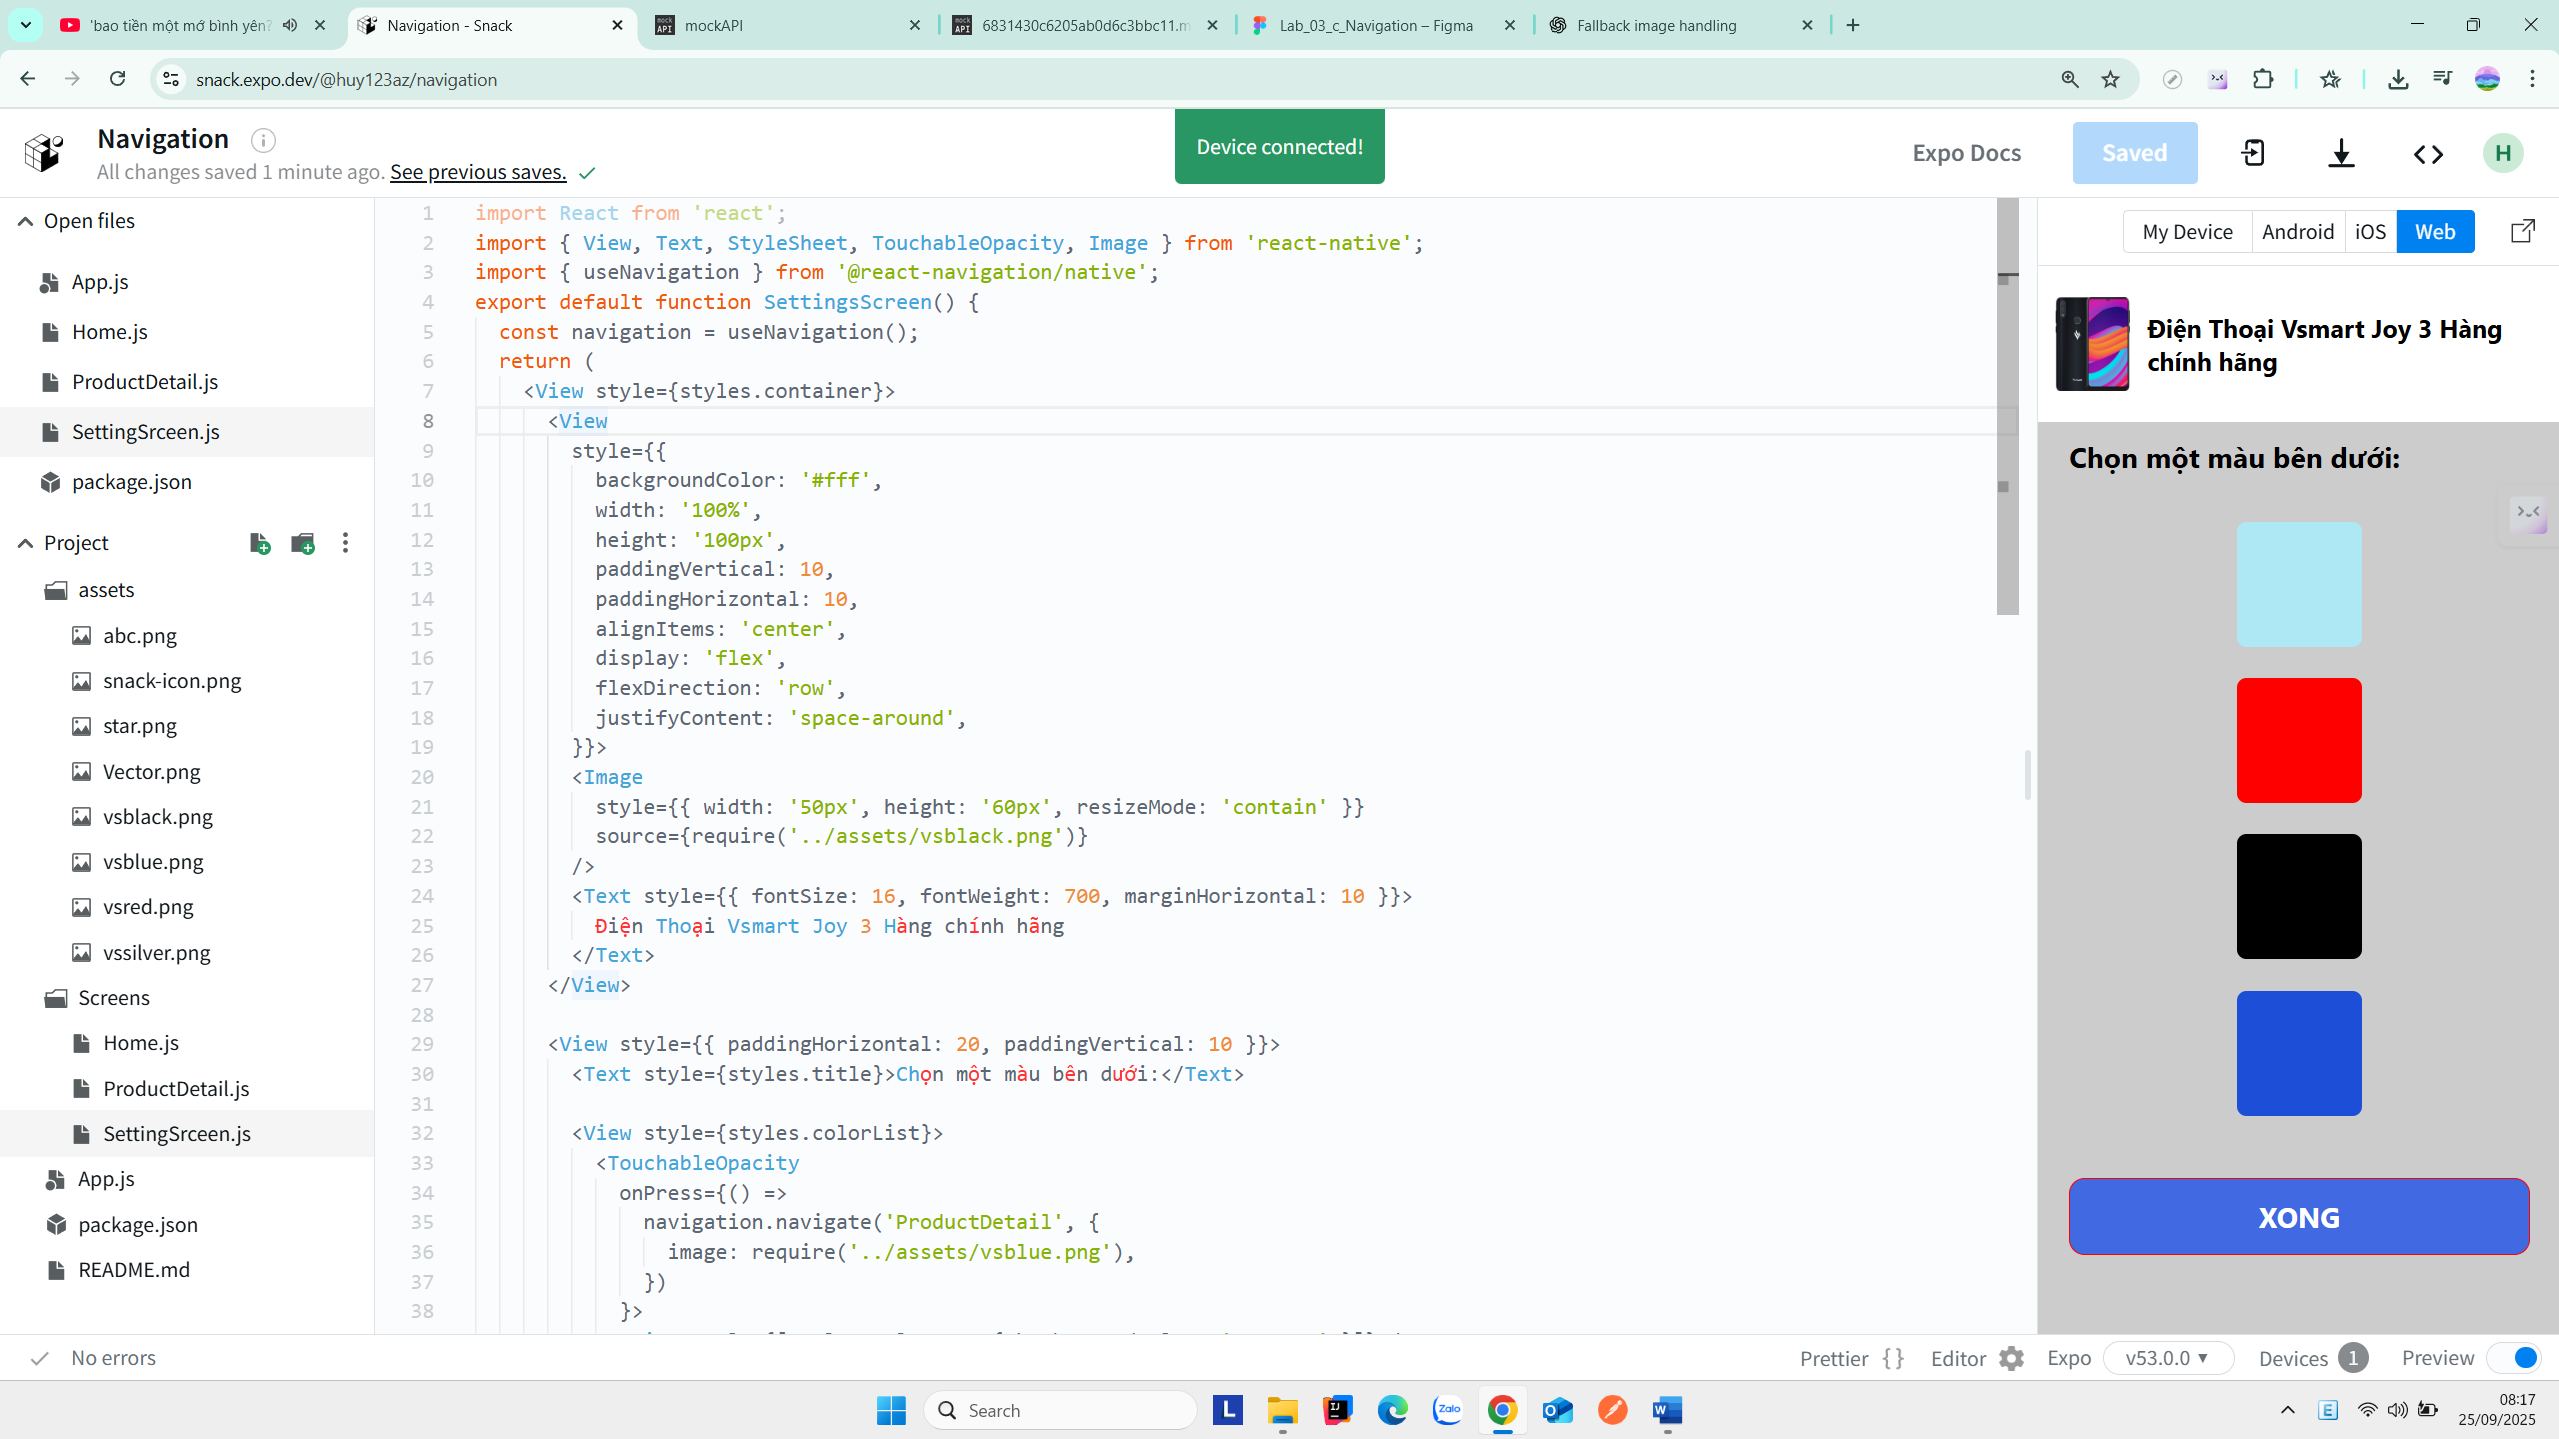 'bao tiền một mớ bình yên?
Navigation - Snack
mockAPI
6831430c6205ab0d6c3bbc11.m
Lab_03_c_Navigation – Figma
Fallback image handling
snack.expo.dev/@huy123az/navigation
Navigation
All changes saved 1 minute ago. See previous saves.
Device connected!
Expo Docs
Saved
H
Open files
App.js
Home.js
ProductDetail.js
SettingSrceen.js
package.json
Project
assets
abc.png
snack-icon.png
star.png
Vector.png
vsblack.png
vsblue.png
vsred.png
vssilver.png
Screens
Home.js
ProductDetail.js
SettingSrceen.js
App.js
package.json
README.md
1 import React from 'react';
2 import { View, Text, StyleSheet, TouchableOpacity, Image } from 'react-native';
3 import { useNavigation } from '@react-navigation/native';
4 export default function SettingsScreen() {
5 const navigation = useNavigation();
6 return (
7 <View style={styles.container}>
8 <View
9 style={{
10 backgroundColor: '#fff',
11 width: '100%',
12 height: '100px',
13 paddingVertical: 10,
14 paddingHorizontal: 10,
15 alignItems: 'center',
16 display: 'flex',
17 flexDirection: 'row',
18 justifyContent: 'space-around',
19 }}>
20 <Image
21 style={{ width: '50px', height: '60px', resizeMode: 'contain' }}
22 source={require('../assets/vsblack.png')}
23 />
24 <Text style={{ fontSize: 16, fontWeight: 700, marginHorizontal: 10 }}>
25 Điện Thoại Vsmart Joy 3 Hàng chính hãng
26 </Text>
27 </View>
28
29 <View style={{ paddingHorizontal: 20, paddingVertical: 10 }}>
30 <Text style={styles.title}>Chọn một màu bên dưới:</Text>
31
32 <View style={styles.colorList}>
33 <TouchableOpacity
34 onPress={() =>
35 navigation.navigate('ProductDetail', {
36 image: require('../assets/vsblue.png'),
37 })
38 }>
My Device
Android
iOS
Web
Điện Thoại Vsmart Joy 3 Hàng
chính hãng
Chọn một màu bên dưới:
XONG
No errors
Prettier {}
Editor
Expo
v53.0.0
Devices 1
Preview
Search
L
IJ
Zalo
W
E
08:17
25/09/2025